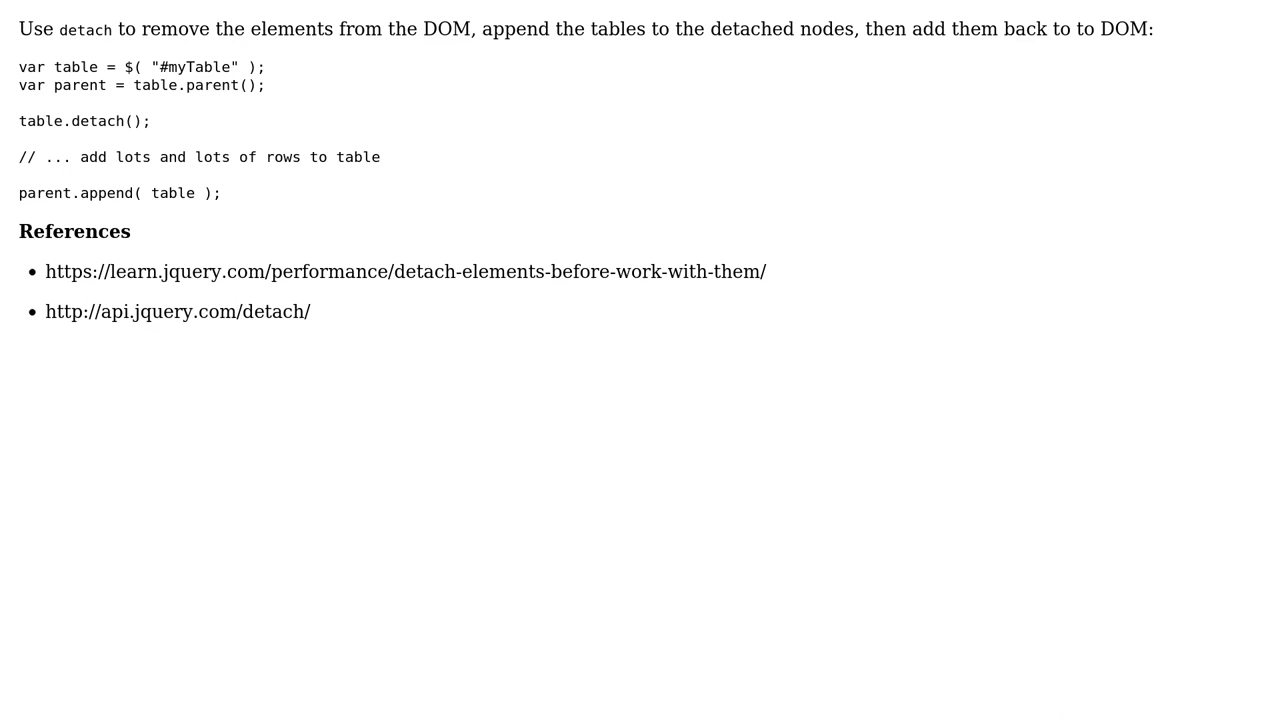 Use detach to remove the elements from the DOM, append the tables to the detached nodes, then add them back to to DOM:
var table = $( "#myTable" );
var parent = table.parent();
table.detach();
// ... add lots and lots of rows to table
parent.append( table );
References
• https://learn.jquery.com/performance/detach-elements-before-work-with-them/
• http://api.jquery.com/detach/